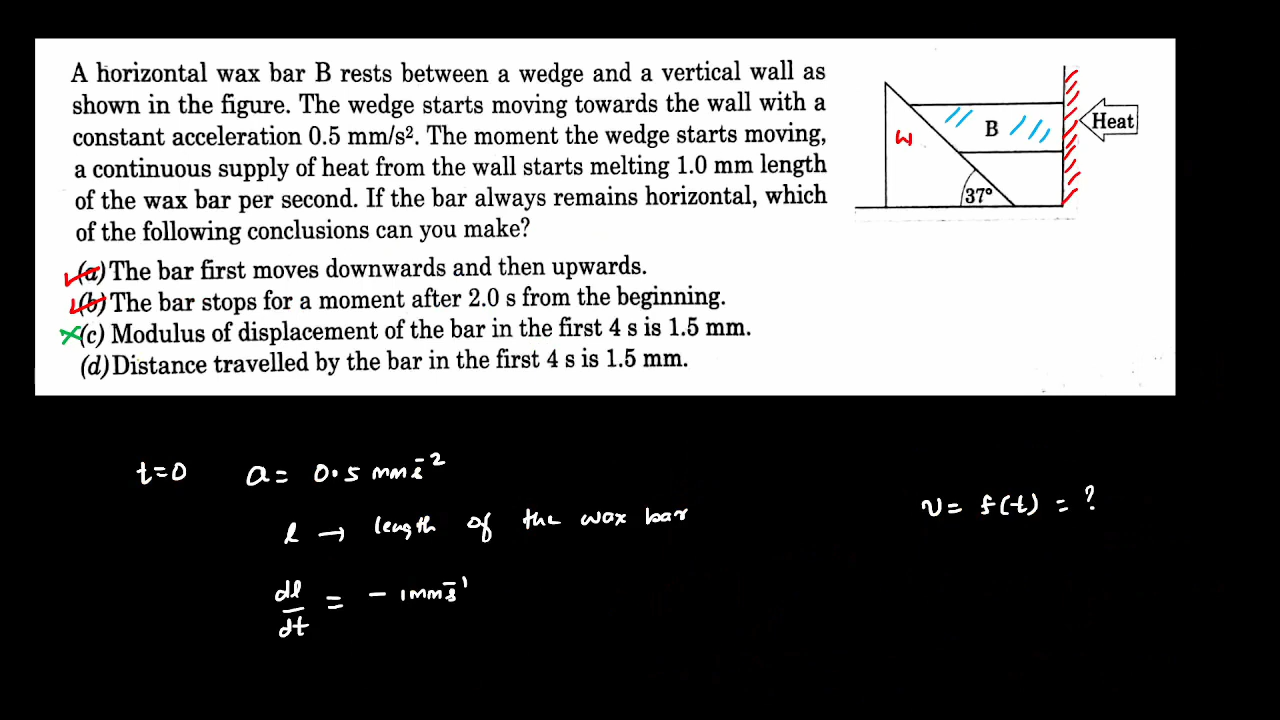 A horizontal wax bar B rests between a wedge and a vertical wall as
shown in the figure. The wedge starts moving towards the wall with a
constant acceleration 0.5 mm/s². The moment the wedge starts moving,
a continuous supply of heat from the wall starts melting 1.0 mm length
of the wax bar per second. If the bar always remains horizontal, which
of the following conclusions can you make?
(a) The bar first moves downwards and then upwards.
(b) The bar stops for a moment after 2.0 s from the beginning.
(c) Modulus of displacement of the bar in the first 4 s is 1.5 mm.
(d) Distance travelled by the bar in the first 4 s is 1.5 mm.
W
B
Heat
37°
t=0 a = 0.5 mm s⁻²
l → length of the wax bar
dl/dt = - 1 mm s⁻¹
v = f(t) = ?